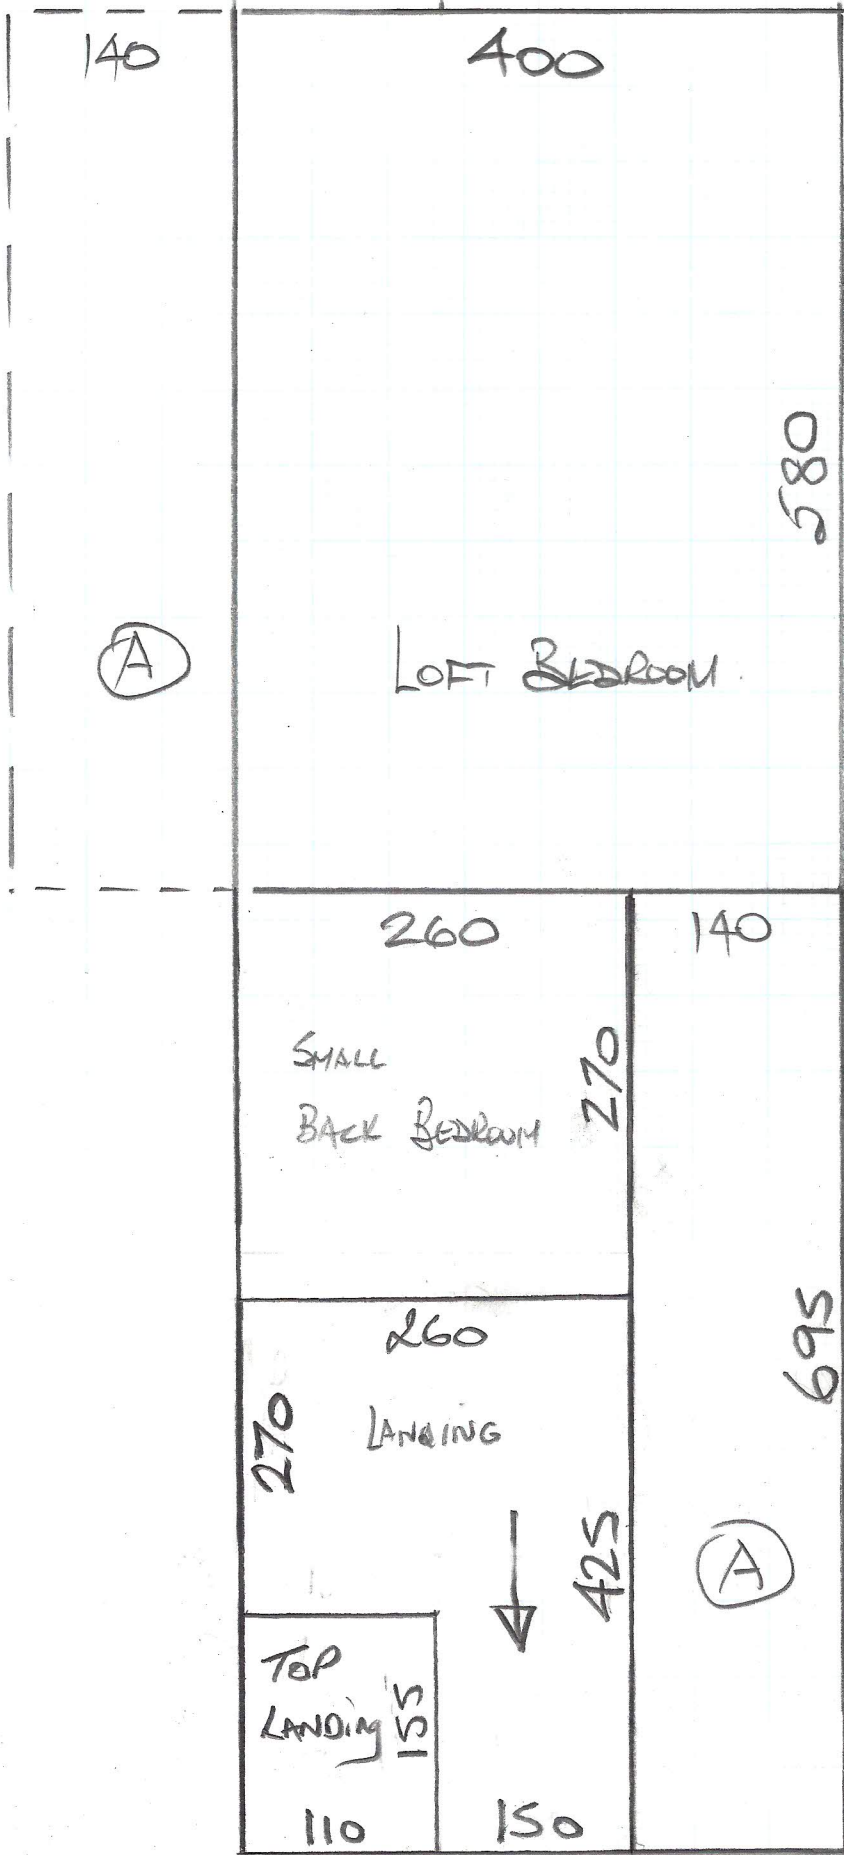 140
400
580
A
LOFT BEDROOM.
260
140
SMALL
BACK BEDROOM
270
260
695
270
LANDING
425
A
TOP
LANDING
155
110
150